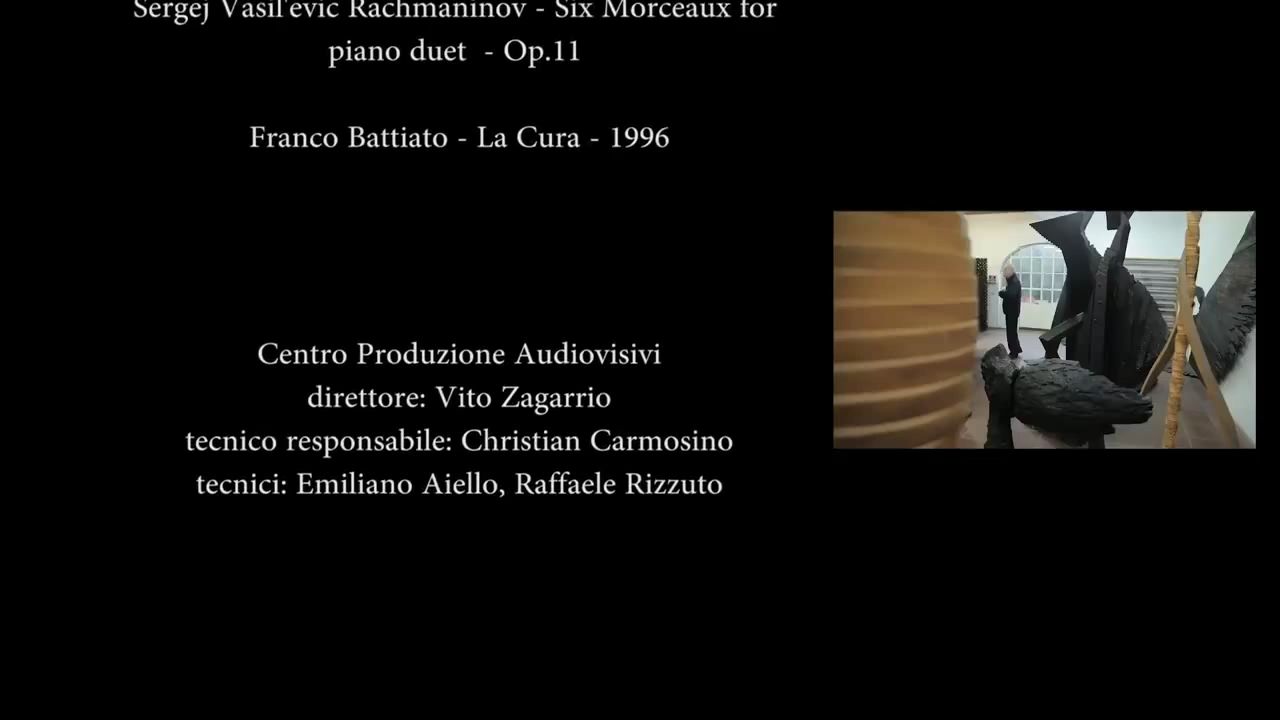 Sergej Vasil'evic Rachmaninov - Six Morceaux for
piano duet - Op.11
Franco Battiato - La Cura - 1996
Centro Produzione Audiovisivi
direttore: Vito Zagarrio
tecnico responsabile: Christian Carmosino
tecnici: Emiliano Aiello, Raffaele Rizzuto